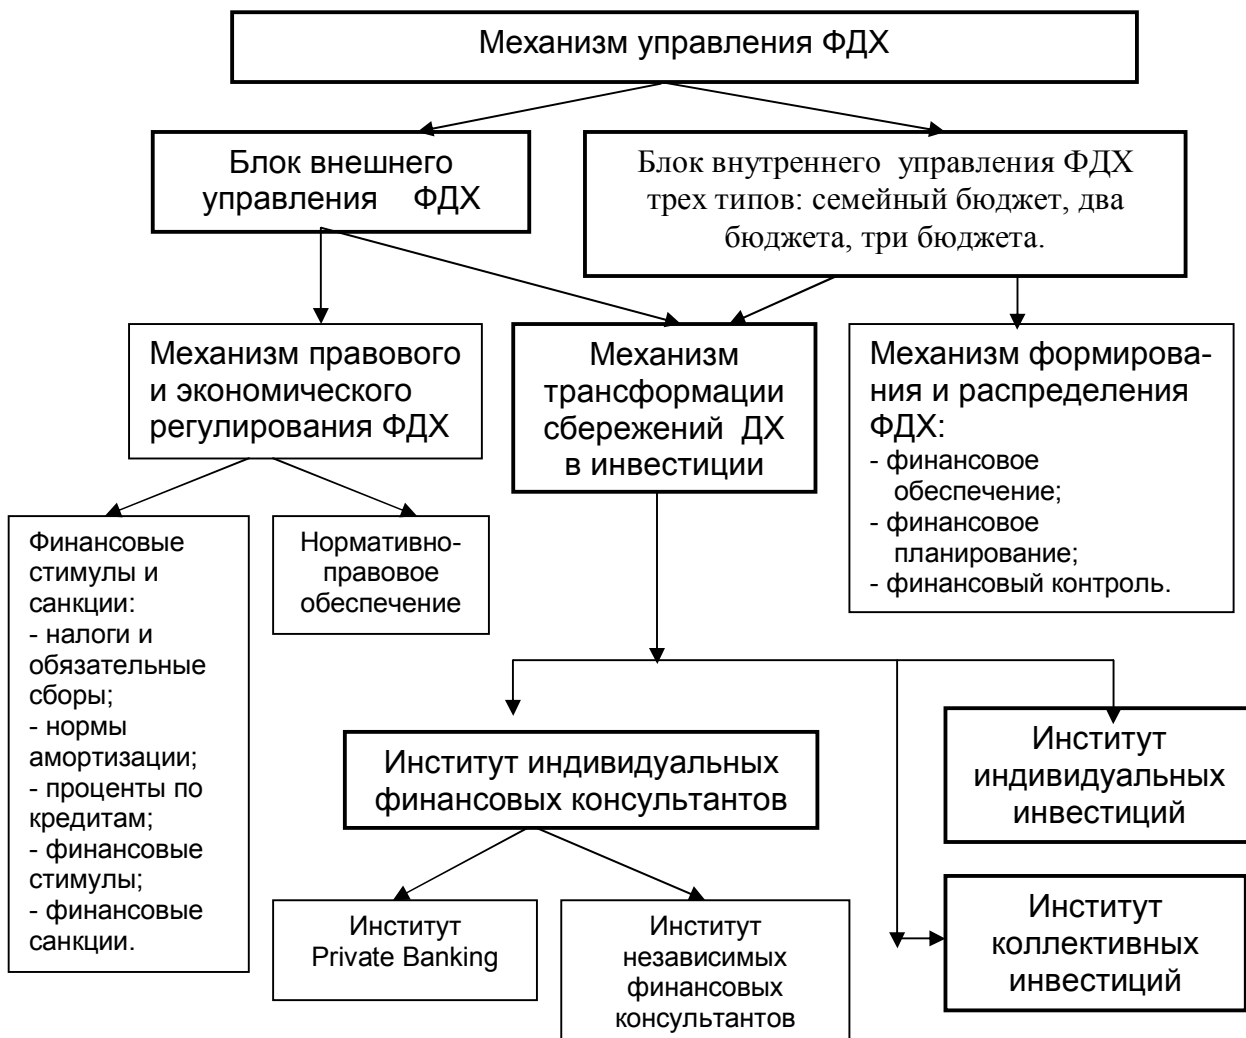 Механизм управления ФДХ
Блок внешнего
управления ФДХ
Блок внутреннего управления ФДХ
трех типов: семейный бюджет, два
бюджета, три бюджета.
Механизм правового
и экономического
регулирования ФДХ
Механизм
трансформации
сбережений ДХ
в инвестиции
Механизм формирова-
ния и распределения
ФДХ:
- финансовое
обеспечение;
- финансовое
планирование;
- финансовый контроль.
Финансовые
стимулы и
санкции:
- налоги и
обязательные
сборы;
- нормы
амортизации;
- проценты по
кредитам;
- финансовые
стимулы;
- финансовые
санкции.
Нормативно-
правовое
обеспечение
Институт индивидуальных
финансовых консультантов
Институт
индивидуальных
инвестиций
Институт
Private Banking
Институт
независимых
финансовых
консультантов
Институт
коллективных
инвестиций